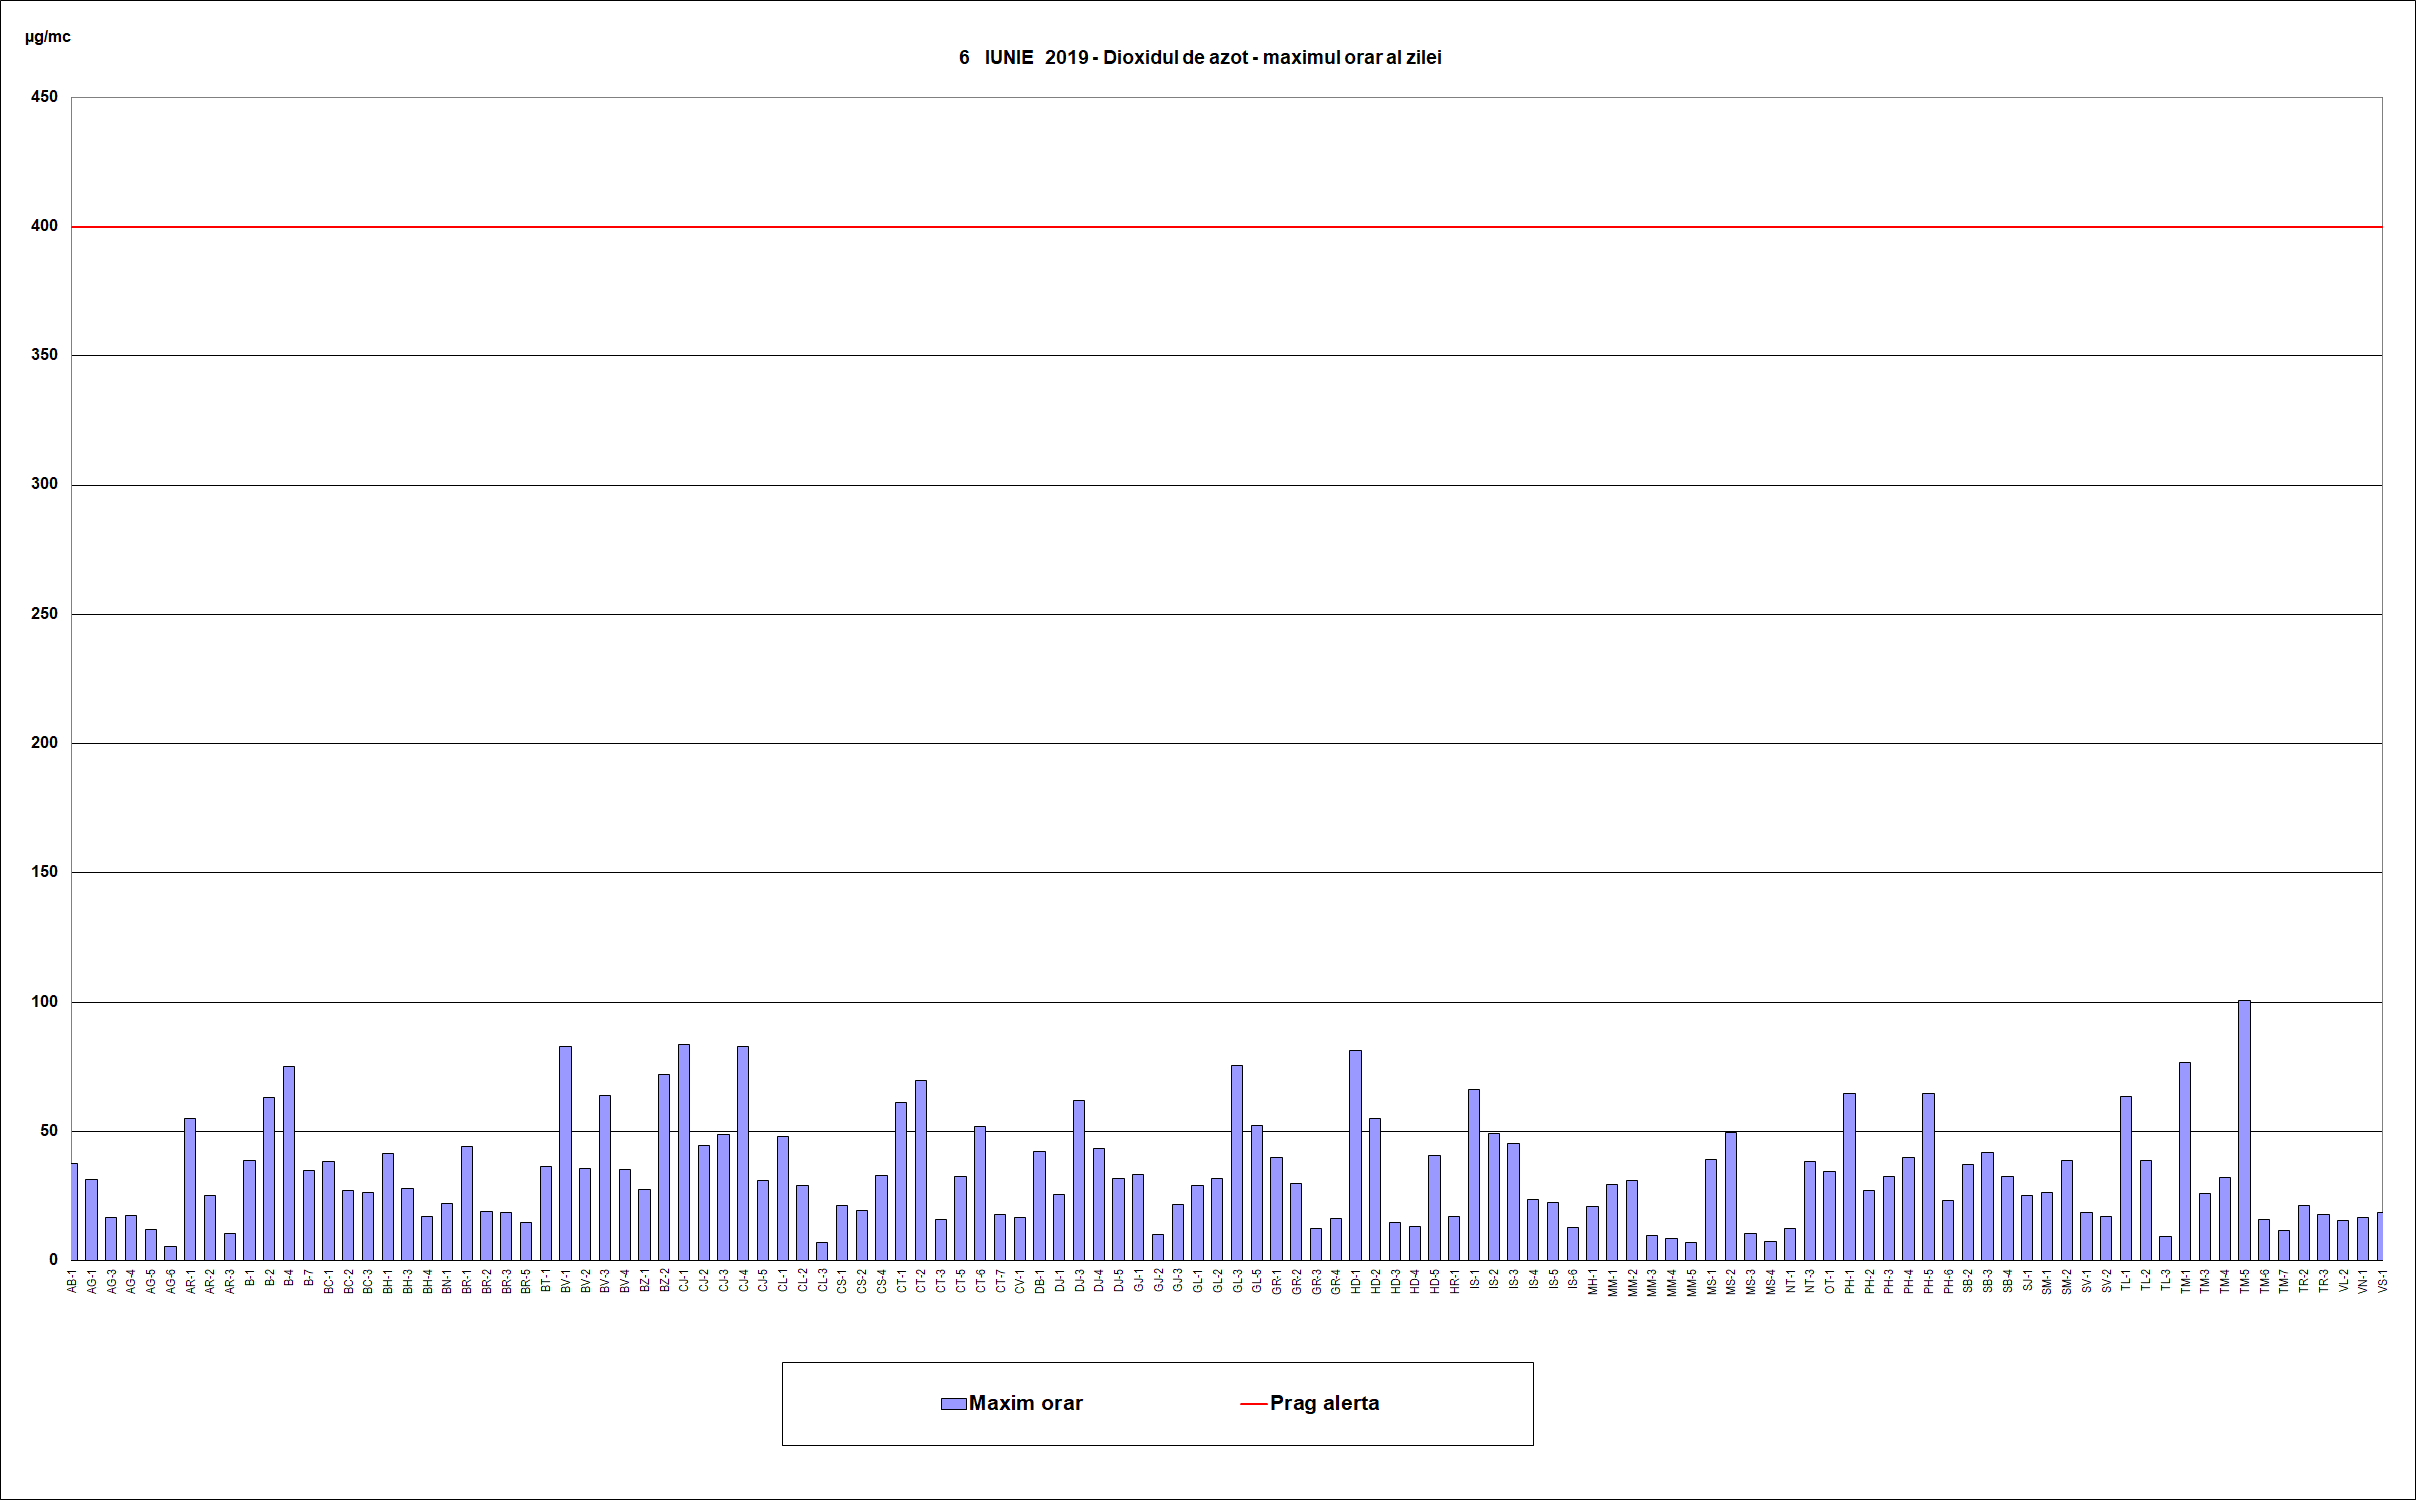 µg/mc
6 IUNIE 2019 - Dioxidul de azot - maximul orar al zilei
450
400
350
300
250
200
150
100
50
0
AB-1 AG-1 AG-3 AG-4 AG-5 AG-6 AR-1 AR-2 AR-3 B-1 B-2 B-4 B-7 BC-1 BC-2 BC-3 BH-1 BH-3 BH-4 BN-1 BR-1 BR-2 BR-3 BR-5 BT-1 BV-1 BV-2 BV-3 BV-4 BZ-1 BZ-2 CJ-1 CJ-2 CJ-3 CJ-4 CJ-5 CL-1 CL-2 CL-3 CS-1 CS-2 CS-4 CT-1 CT-2 CT-3 CT-5 CT-6 CT-7 CV-1 DB-1 DJ-1 DJ-3 DJ-4 DJ-5 GJ-1 GJ-2 GJ-3 GL-1 GL-2 GL-3 GL-5 GR-1 GR-2 GR-3 GR-4 HD-1 HD-2 HD-3 HD-4 HD-5 HR-1 IS-1 IS-2 IS-3 IS-4 IS-5 IS-6 MH-1 MM-1 MM-2 MM-3 MM-4 MM-5 MS-1 MS-2 MS-3 MS-4 NT-1 NT-3 OT-1 PH-1 PH-2 PH-3 PH-4 PH-5 PH-6 SB-2 SB-3 SB-4 SJ-1 SM-1 SM-2 SV-1 SV-2 TL-1 TL-2 TL-3 TM-1 TM-3 TM-4 TM-5 TM-6 TM-7 TR-2 TR-3 VL-2 VN-1 VS-1
Maxim orar Prag alerta